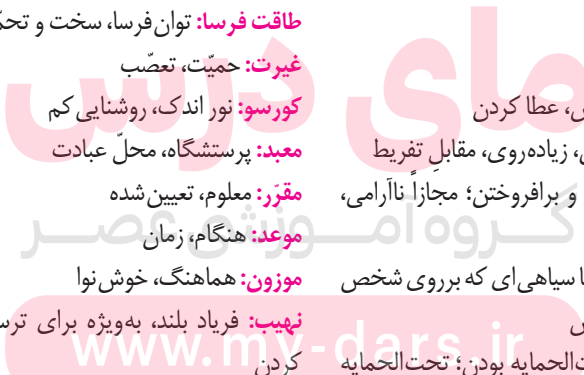 طاقت فرسا: توان‌فرسا، سخت و
غیرت: حمیّت، تعصّب
کورسو: نور اندک، روشنایی کم
معبد: پرستشگاه، محلّ عبادت
مقرّر: معلوم، تعیین‌شده
موعد: هنگام، زمان
موزون: هماهنگ، خوش‌نوا
نهیب: فریاد بلند، به‌ویژه برای
کردن
عطا کردن
زیاده‌روی، مقابلِ تفریط
و برافروختن؛ مجازاً ناآرامی،
سیاهی‌ای که برروی شخص
بودن؛ تحت‌الحمایه
مای درس
گروه آموزشی عصر
www.my-dars.ir